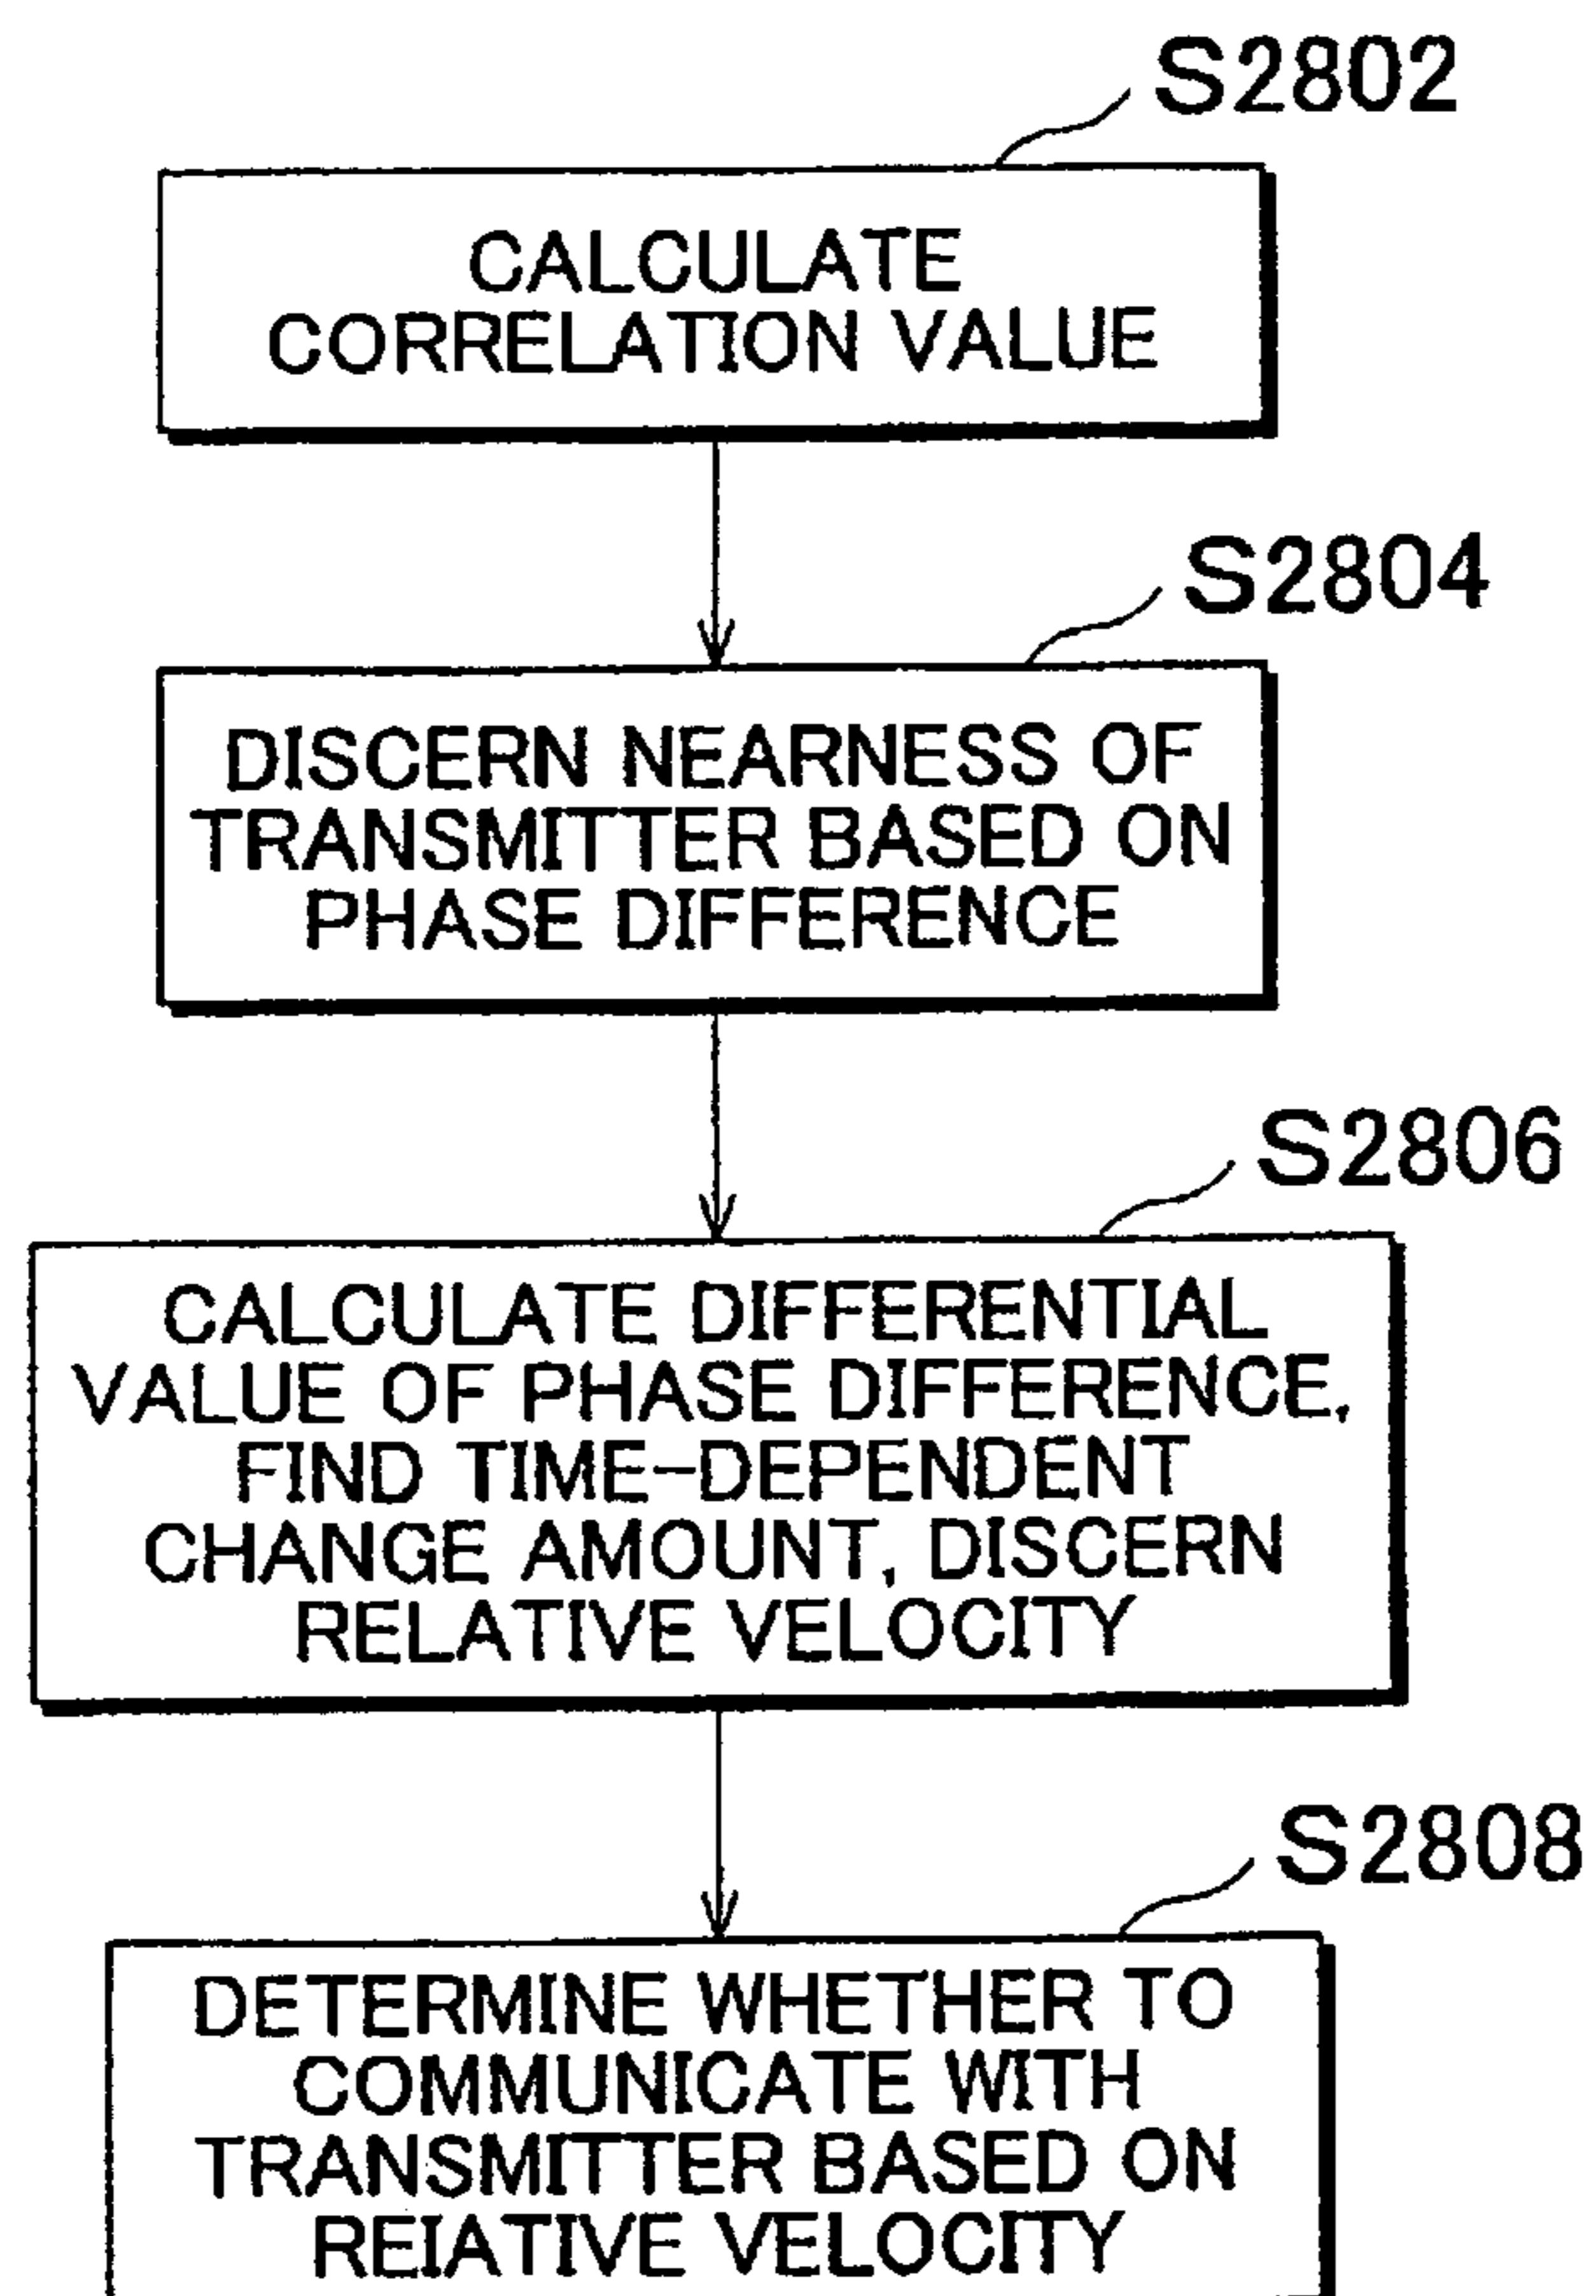 S2802
CALCULATE
CORRELATION VALUE
S2804
DISCERN NEARNESS OF
TRANSMITTER BASED ON
PHASE DIFFERENCE
S2806
CALCULATE DIFFERENTIAL
VALUE OF PHASE DIFFERENCE,
FIND TIME-DEPENDENT
CHANGE AMOUNT, DISCERN
RELATIVE VELOCITY
S2808
DETERMINE WHETHER TO
COMMUNICATE WITH
TRANSMITTER BASED ON
REIATIVE VELOCITY